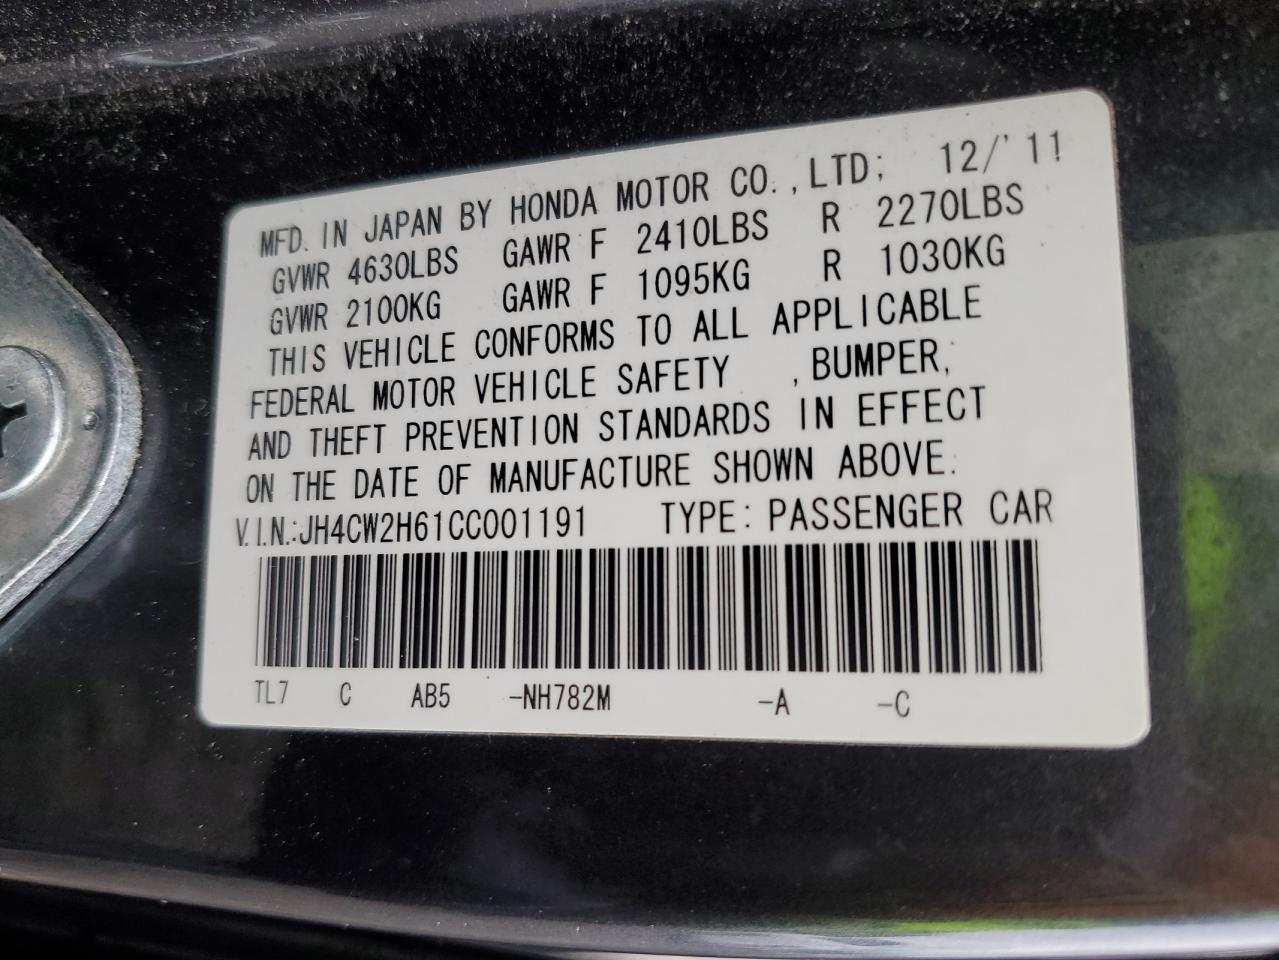 MFD. IN JAPAN BY HONDA MOTOR CO., LTD; 12/'11
GVWR 4630LBS GAWR F 2410LBS R 2270LBS
GVWR 2100KG GAWR F 1095KG R 1030KG
THIS VEHICLE CONFORMS TO ALL APPLICABLE
FEDERAL MOTOR VEHICLE SAFETY , BUMPER,
AND THEFT PREVENTION STANDARDS IN EFFECT
ON THE DATE OF MANUFACTURE SHOWN ABOVE.
V.I.N.:JH4CW2H61CC001191 TYPE: PASSENGER CAR
TL7 C AB5 -NH782M -A -C